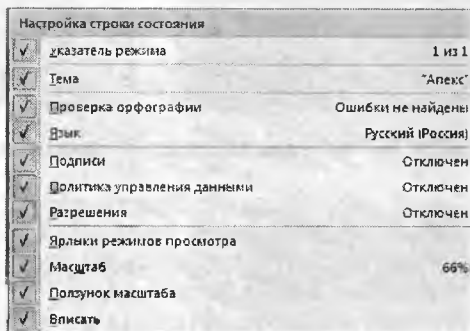 Настройка строки состояния
Указатель режима 1 из 1
Тема "Апекс"
Проверка орфографии Ошибки не найдены
Язык Русский (Россия)
Подписи Отключен
Политика управления данными Отключен
Разрешения Отключен
Ярлыки режимов просмотра
Масштаб 66%
Ползунок масштаба
Вписать